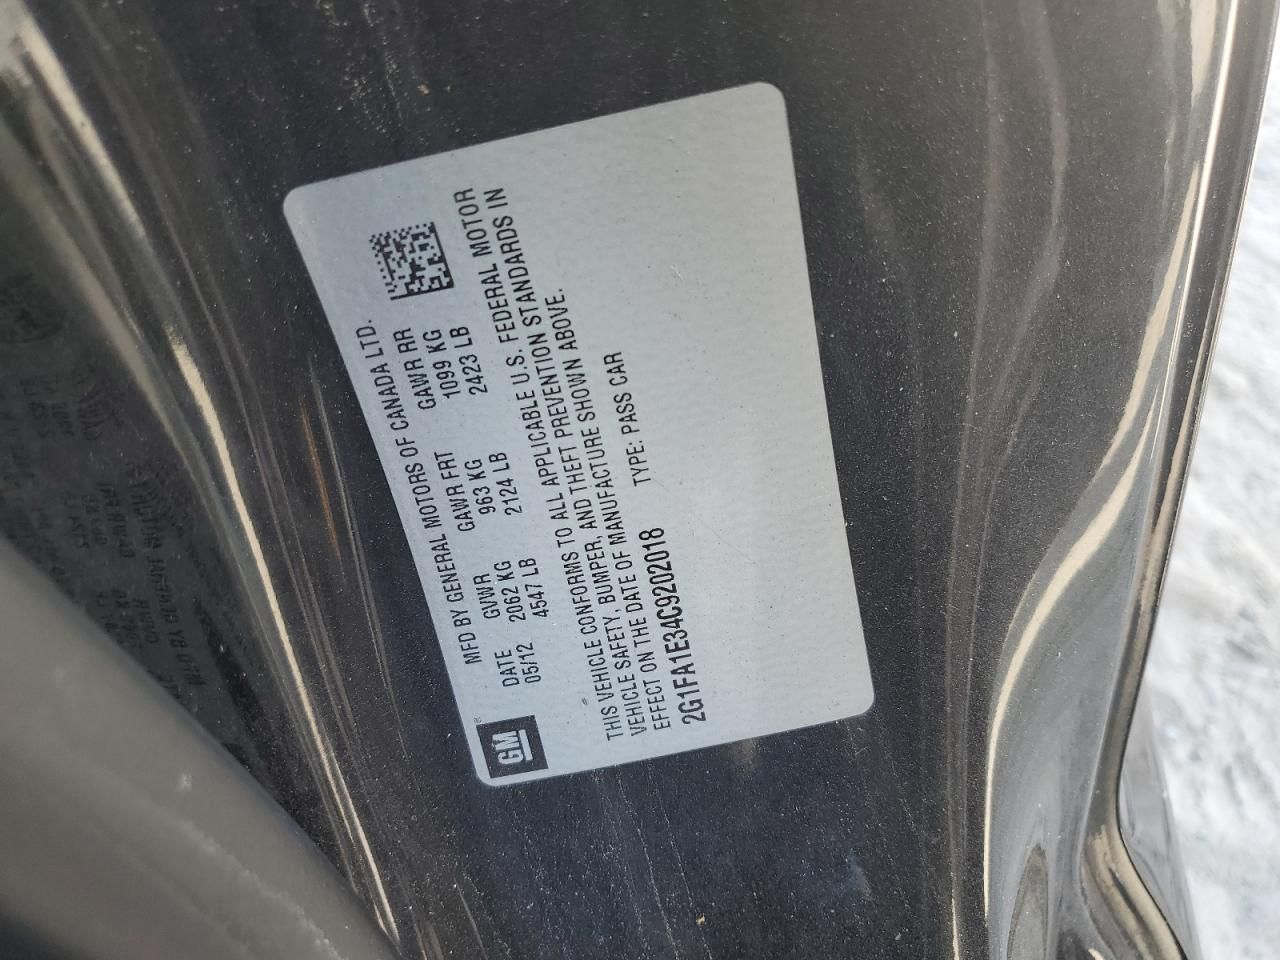 MFD BY GENERAL MOTORS OF CANADA LTD.
DATE GVWR GAWR FRT GAWR RR
05/12 2062 KG 963 KG 1099 KG
4547 LB 2124 LB 2423 LB
GM
THIS VEHICLE CONFORMS TO ALL APPLICABLE U.S. FEDERAL MOTOR
VEHICLE SAFETY, BUMPER, AND THEFT PREVENTION STANDARDS IN
EFFECT ON THE DATE OF MANUFACTURE SHOWN ABOVE.
2G1FA1E34C9202018 TYPE: PASS CAR